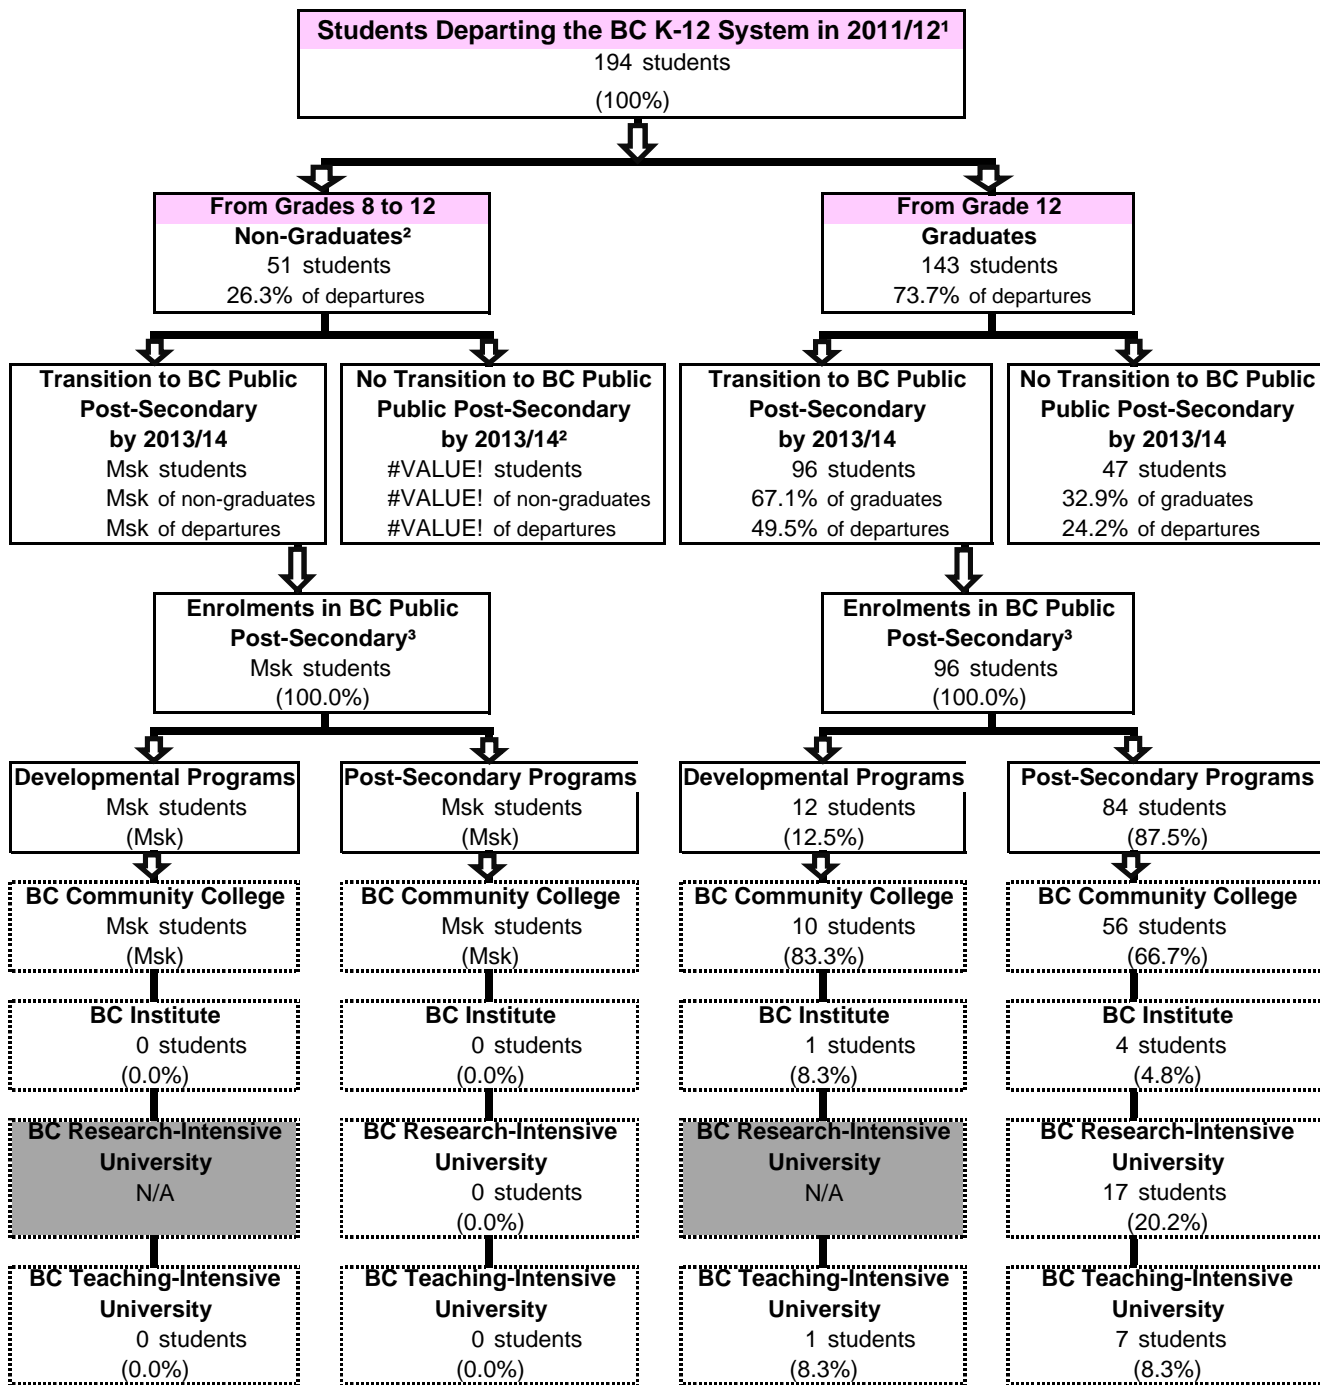 Students Departing the BC K-12 System in 2011/12¹
194 students
(100%)
From Grades 8 to 12
Non-Graduates²
51 students
26.3% of departures
From Grade 12
Graduates
143 students
73.7% of departures
Transition to BC Public
Post-Secondary
by 2013/14
Msk students
Msk of non-graduates
Msk of departures
No Transition to BC Public
Public Post-Secondary
by 2013/14²
#VALUE! students
#VALUE! of non-graduates
#VALUE! of departures
Transition to BC Public
Post-Secondary
by 2013/14
96 students
67.1% of graduates
49.5% of departures
No Transition to BC Public
Public Post-Secondary
by 2013/14
47 students
32.9% of graduates
24.2% of departures
Enrolments in BC Public
Post-Secondary³
Msk students
(100.0%)
Enrolments in BC Public
Post-Secondary³
96 students
(100.0%)
Developmental Programs
Msk students
(Msk)
Post-Secondary Programs
Msk students
(Msk)
Developmental Programs
12 students
(12.5%)
Post-Secondary Programs
84 students
(87.5%)
BC Community College
Msk students
(Msk)
BC Community College
Msk students
(Msk)
BC Community College
10 students
(83.3%)
BC Community College
56 students
(66.7%)
BC Institute
0 students
(0.0%)
BC Institute
0 students
(0.0%)
BC Institute
1 students
(8.3%)
BC Institute
4 students
(4.8%)
BC Research-Intensive
University
N/A
BC Research-Intensive
University
0 students
(0.0%)
BC Research-Intensive
University
N/A
BC Research-Intensive
University
17 students
(20.2%)
BC Teaching-Intensive
University
0 students
(0.0%)
BC Teaching-Intensive
University
0 students
(0.0%)
BC Teaching-Intensive
University
1 students
(8.3%)
BC Teaching-Intensive
University
7 students
(8.3%)